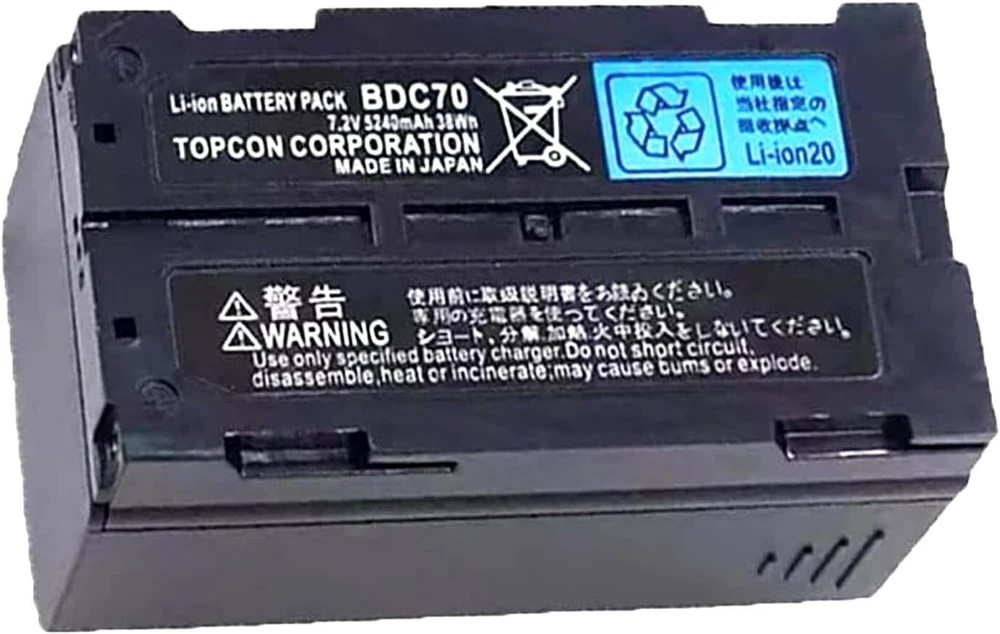 Li-ion BATTERY PACK BDC70
7.2V 5240mAh 38Wh
TOPCON CORPORATION
MADE IN JAPAN
使用後は
当社指定の
回収拠点へ
Li-ion20
警告
WARNING
使用前に取扱説明書をお読みください。
専用の充電器を使ってください。
ショート、分解,加熱,火中投入をしないでください。
Use only specified battery charger.Do not short circuit,
disassemble,heat or incinerate;may cause burns or explode.